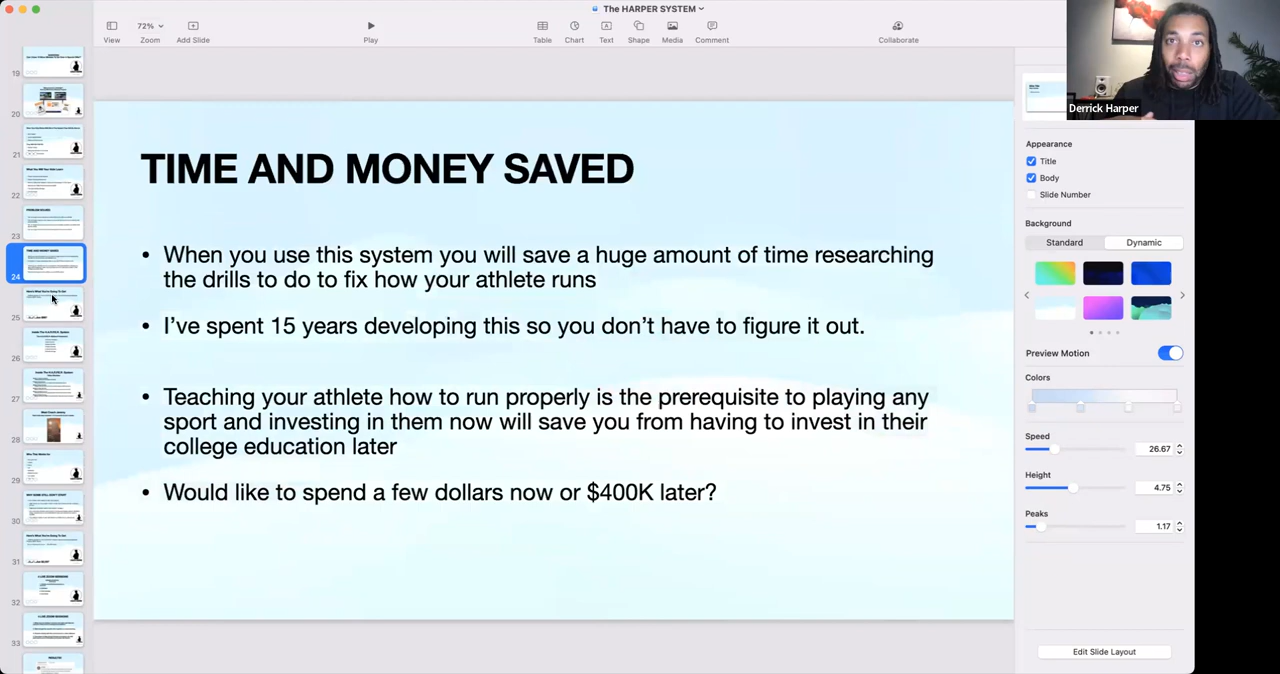 The HARPER SYSTEM
72%
View
Zoom
Add Slide
Play
Table
Chart
Text
Shape
Media
Comment
Collaborate
Derrick Harper
19
20
21
22
23
24
25
26
27
28
29
30
31
32
33
TIME AND MONEY SAVED
• When you use this system you will save a huge amount of time researching
the drills to do to fix how your athlete runs
• I’ve spent 15 years developing this so you don’t have to figure it out.
• Teaching your athlete how to run properly is the prerequisite to playing any
sport and investing in them now will save you from having to invest in their
college education later
• Would like to spend a few dollars now or $400K later?
Appearance
Title
Body
Slide Number
Background
Standard
Dynamic
Preview Motion
Colors
Speed
26.67
Height
4.75
Peaks
1.17
Edit Slide Layout